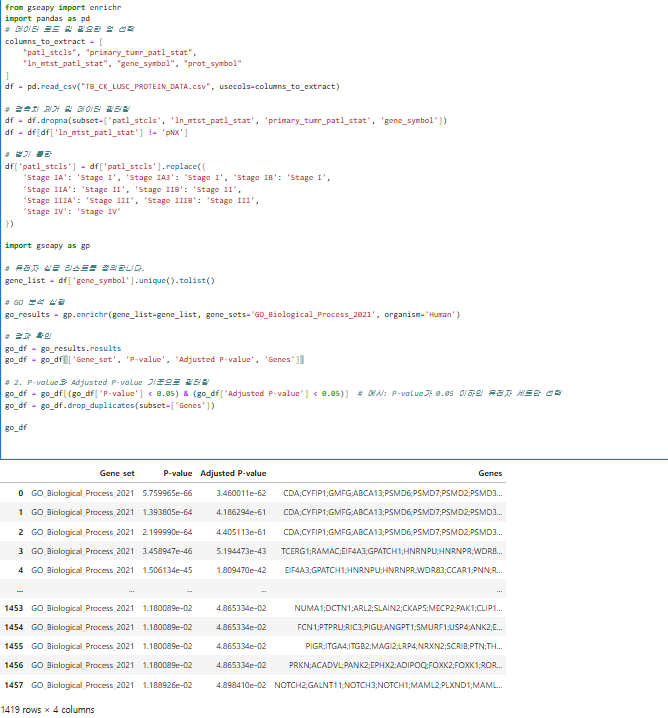 from gseapy import enrichr
import pandas as pd
# 데이터 로드 및 필요한 열 선택
columns_to_extract = [
"patl_stcls", "primary_tumr_patl_stat",
"ln_mtst_patl_stat", "gene_symbol", "prot_symbol"
]
df = pd.read_csv("TB_CK_LUSC_PROTEIN_DATA.csv", usecols=columns_to_extract)
# 결측치 제거 및 데이터 필터링
df = df.dropna(subset=['patl_stcls', 'ln_mtst_patl_stat', 'primary_tumr_patl_stat', 'gene_symbol'])
df = df[df['ln_mtst_patl_stat'] != 'pNX']
# 병기 통합
df['patl_stcls'] = df['patl_stcls'].replace({
'Stage IA': 'Stage I', 'Stage IA3': 'Stage I', 'Stage IB': 'Stage I',
'Stage IIA': 'Stage II', 'Stage IIB': 'Stage II',
'Stage IIIA': 'Stage III', 'Stage IIIB': 'Stage III',
'Stage IV': 'Stage IV'
})
import gseapy as gp
# 유전자 심볼 리스트를 정의합니다.
gene_list = df['gene_symbol'].unique().tolist()
# GO 분석 실행
go_results = gp.enrichr(gene_list=gene_list, gene_sets='GO_Biological_Process_2021', organism='Human')
# 결과 확인
go_df = go_results.results
go_df = go_df[['Gene_set', 'P-value', 'Adjusted P-value', 'Genes']]
# 2. P-value와 Adjusted P-value 기준으로 필터링
go_df = go_df[(go_df['P-value'] < 0.05) & (go_df['Adjusted P-value'] < 0.05)] # 예시: P-value가 0.05 이하인 유전자 세트만 선택
go_df = go_df.drop_duplicates(subset=['Genes'])
go_df
Gene_set P-value Adjusted P-value Genes
0 GO_Biological_Process_2021 5.759965e-66 3.460011e-62 CDA;CYFIP1;GMFG;ABCA13;PSMD6;PSMD7;PSMD2;PSMD3...
1 GO_Biological_Process_2021 1.393805e-64 4.186294e-61 CDA;CYFIP1;GMFG;ABCA13;PSMD6;PSMD7;PSMD2;PSMD3...
2 GO_Biological_Process_2021 2.199990e-64 4.405113e-61 CDA;CYFIP1;GMFG;ABCA13;PSMD6;PSMD7;PSMD2;PSMD3...
3 GO_Biological_Process_2021 3.458947e-46 5.194473e-43 TCERG1;RAMAC;EIF4A3;GPATCH1;HNRNPU;HNRNPR;WDR8...
4 GO_Biological_Process_2021 1.506134e-45 1.809470e-42 EIF4A3;GPATCH1;HNRNPU;HNRNPR;WDR83;CCAR1;PNN;R...
... ... ... ... ...
1453 GO_Biological_Process_2021 1.180089e-02 4.865334e-02 NUMA1;DCTN1;ARL2;SLAIN2;CKAP5;MECP2;PAK1;CLIP1...
1454 GO_Biological_Process_2021 1.180089e-02 4.865334e-02 FCN1;PTPRU;RIC3;PIGU;ANGPT1;SMURF1;USP4;ANK2;E...
1455 GO_Biological_Process_2021 1.180089e-02 4.865334e-02 PIGR;ITGA4;ITGB2;MAGI2;LRP4;NRXN2;SCRIB;PTN;TH...
1456 GO_Biological_Process_2021 1.180089e-02 4.865334e-02 PRKN;ACADVL;PANK2;EPHX2;ADIPOQ;FOXK2;FOXK1;ROR...
1457 GO_Biological_Process_2021 1.188926e-02 4.898410e-02 NOTCH2;GALNT11;NOTCH3;NOTCH1;MAML2;PLXND1;MAML...
1419 rows × 4 columns